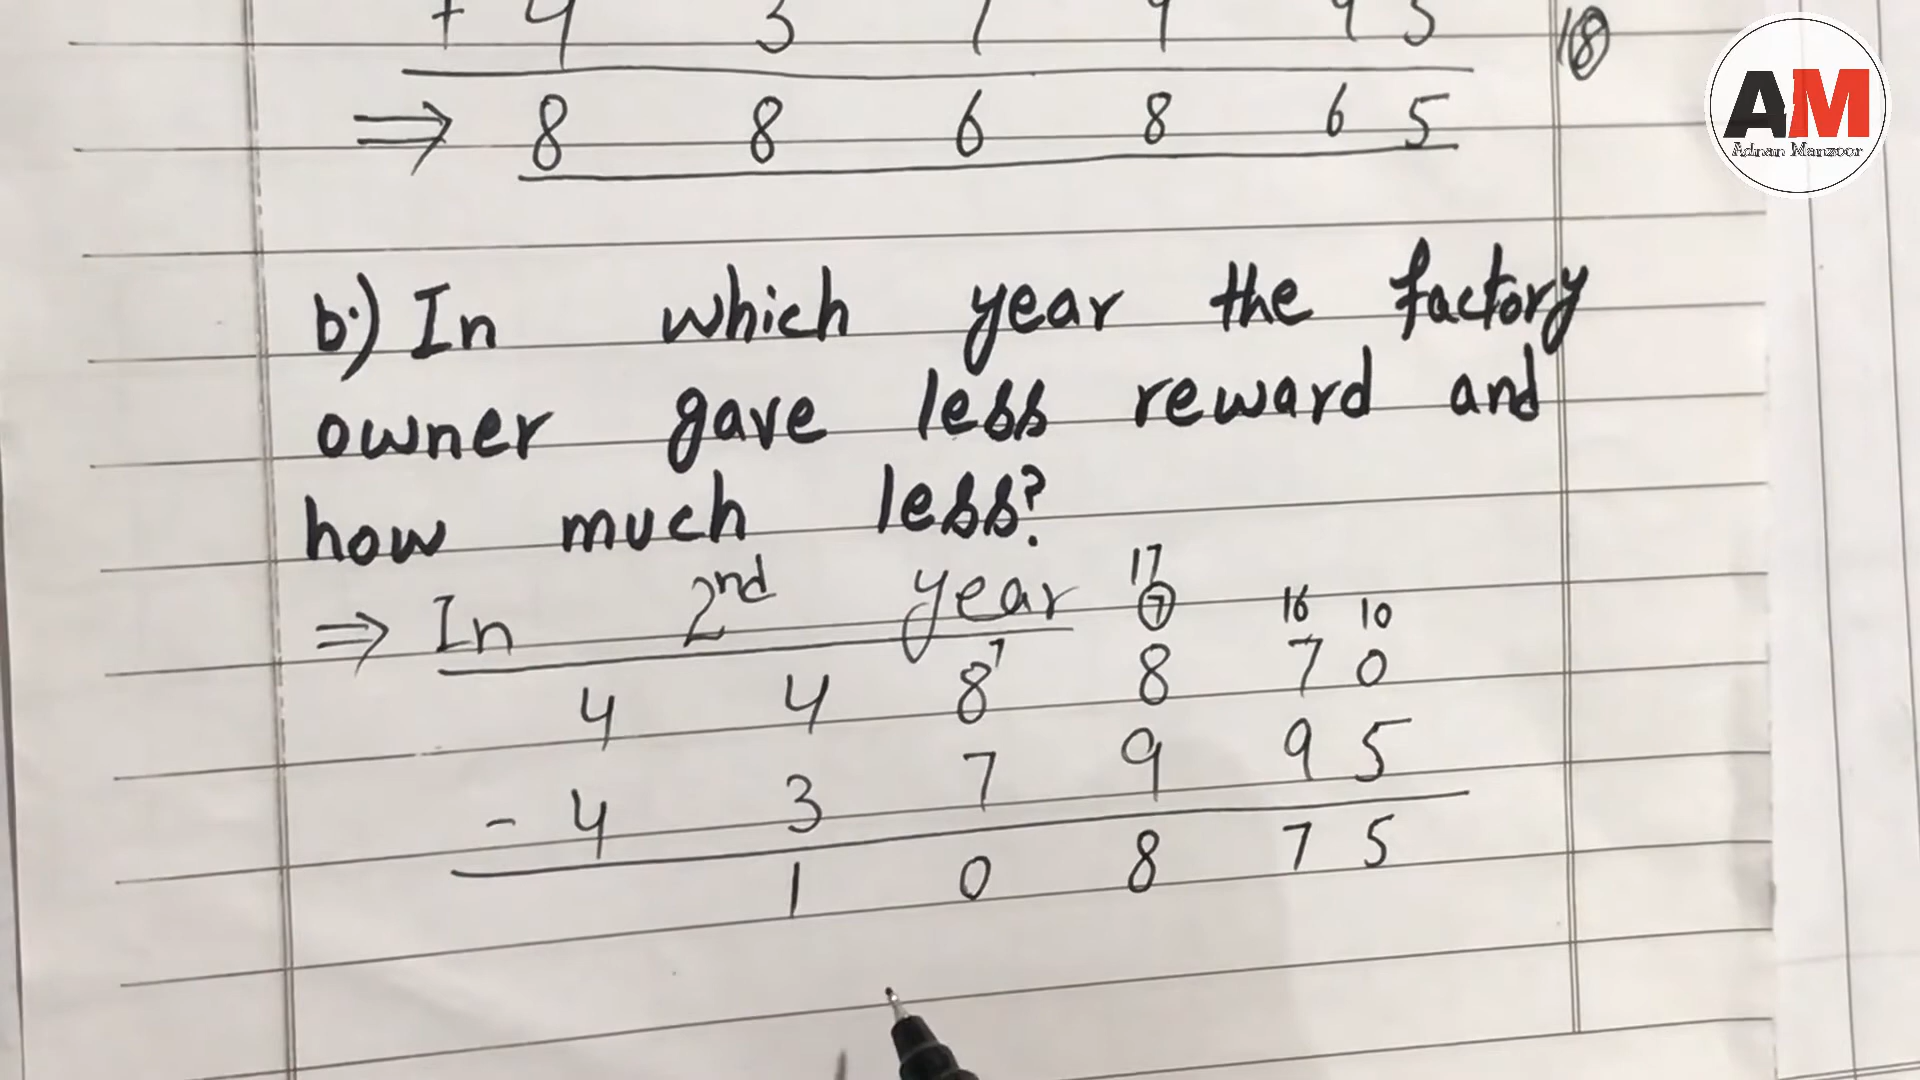 + 4 3 7 9 9 5
18
AM
Adnan Manzoor
⇒ 8 8 6 8 6 5
b.) In which year the factory
owner gave less reward and
how much less?
⇒ In 2nd year
17
7 7 16 10
4 4 8 8 7 0
- 4 3 7 9 9 5
1 0 8 7 5